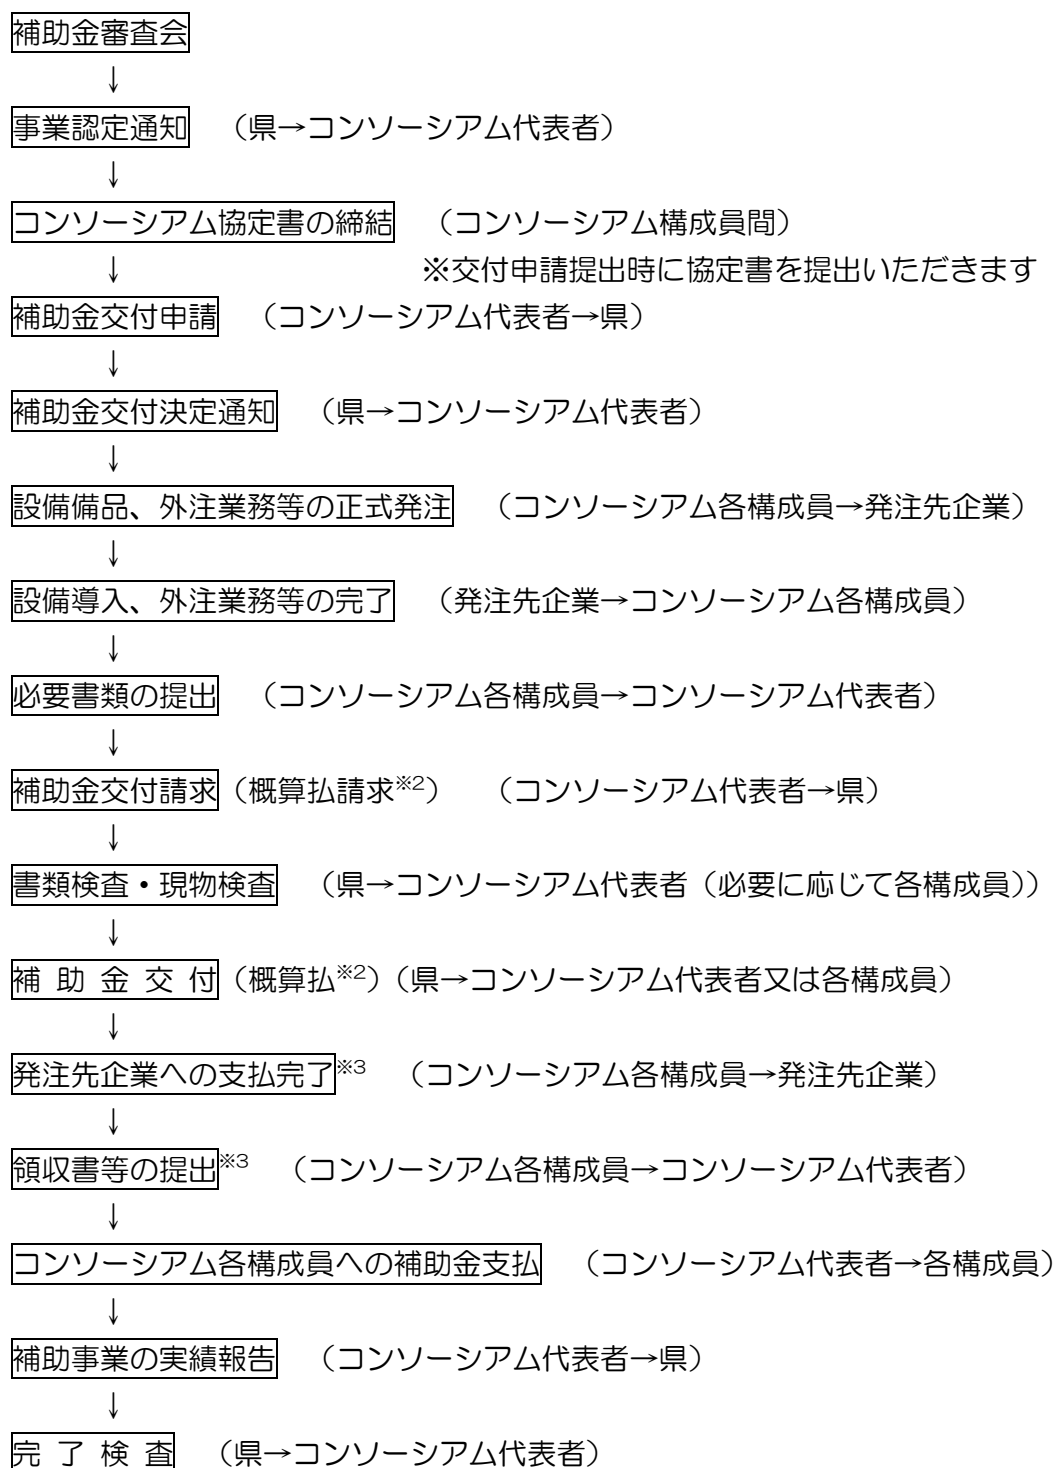 補助金審査会
↓
事業認定通知　（県→コンソーシアム代表者）
↓
コンソーシアム協定書の締結　（コンソーシアム構成員間）
↓　※交付申請提出時に協定書を提出いただきます
補助金交付申請　（コンソーシアム代表者→県）
↓
補助金交付決定通知　（県→コンソーシアム代表者）
↓
設備備品、外注業務等の正式発注　（コンソーシアム各構成員→発注先企業）
↓
設備導入、外注業務等の完了　（発注先企業→コンソーシアム各構成員）
↓
必要書類の提出　（コンソーシアム各構成員→コンソーシアム代表者）
↓
補助金交付請求（概算払請求※2）　（コンソーシアム代表者→県）
↓
書類検査・現物検査　（県→コンソーシアム代表者（必要に応じて各構成員））
↓
補 助 金 交 付（概算払※2）（県→コンソーシアム代表者又は各構成員）
↓
発注先企業への支払完了※3　（コンソーシアム各構成員→発注先企業）
↓
領収書等の提出※3　（コンソーシアム各構成員→コンソーシアム代表者）
↓
コンソーシアム各構成員への補助金支払　（コンソーシアム代表者→各構成員）
↓
補助事業の実績報告　（コンソーシアム代表者→県）
↓
完 了 検 査　（県→コンソーシアム代表者）